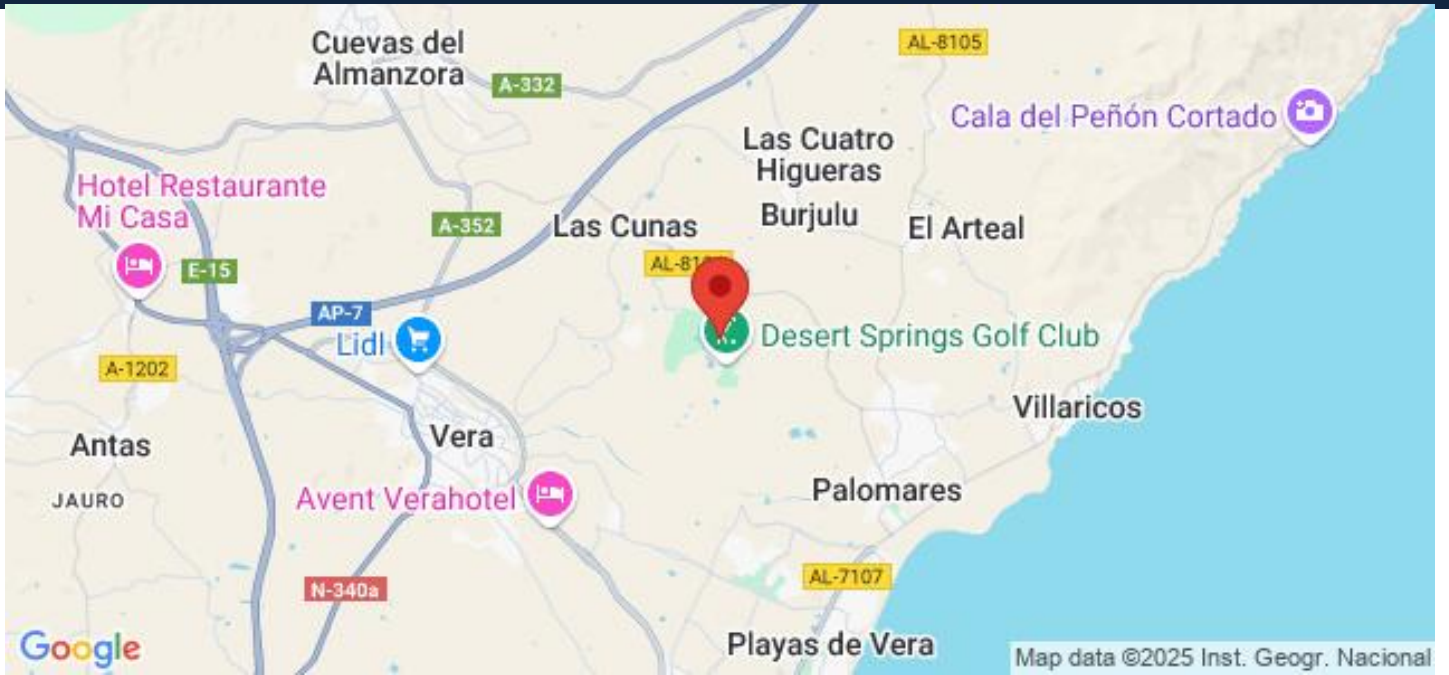 Cuevas del
Almanzora
A-332
AL-8105
Cala del Peñón Cortado
Las Cuatro
Higueras
Hotel Restaurante
Mi Casa
Burjulu
A-352
Las Cunas
El Arteal
E-15
AP-7
Lidl
Desert Springs Golf Club
A-1202
Villaricos
Antas
Vera
JAURO
Avent Verahotel
Palomares
N-340a
AL-7107
Playas de Vera
Google
Map data ©2025 Inst. Geogr. Nacional